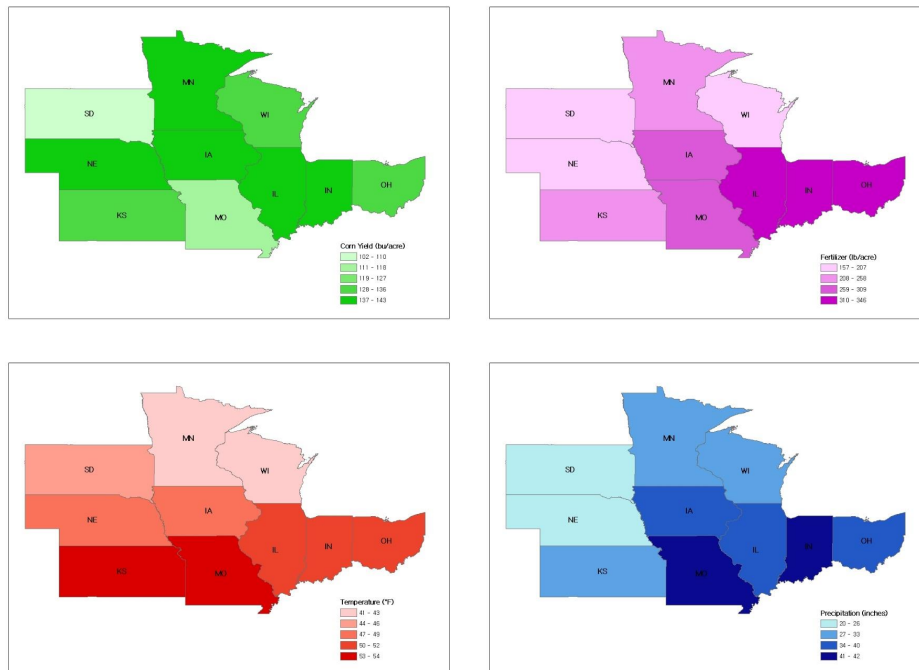 MN
SD
WI
NE
IA
IL
IN
OH
KS
MO
Corn Yield (bu/acre)
102 - 110
111 - 118
119 - 127
128 - 136
137 - 143
MN
SD
WI
NE
IA
IL
IN
OH
KS
MO
Fertilizer (lb/acre)
157 - 207
208 - 258
259 - 309
310 - 346
MN
SD
WI
NE
IA
IL
IN
OH
KS
MO
Temperature (°F)
41 - 43
44 - 46
47 - 49
50 - 52
53 - 54
MN
SD
WI
NE
IA
IL
IN
OH
KS
MO
Precipitation (inches)
20 - 26
27 - 33
34 - 40
41 - 42